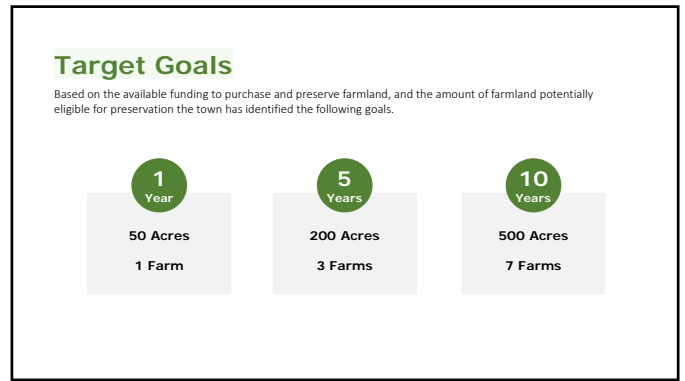 Target Goals
Based on the available funding to purchase and preserve farmland, and the amount of farmland potentially
eligible for preservation the town has identified the following goals.
1
Year
50 Acres
1 Farm
5
Years
200 Acres
3 Farms
10
Years
500 Acres
7 Farms